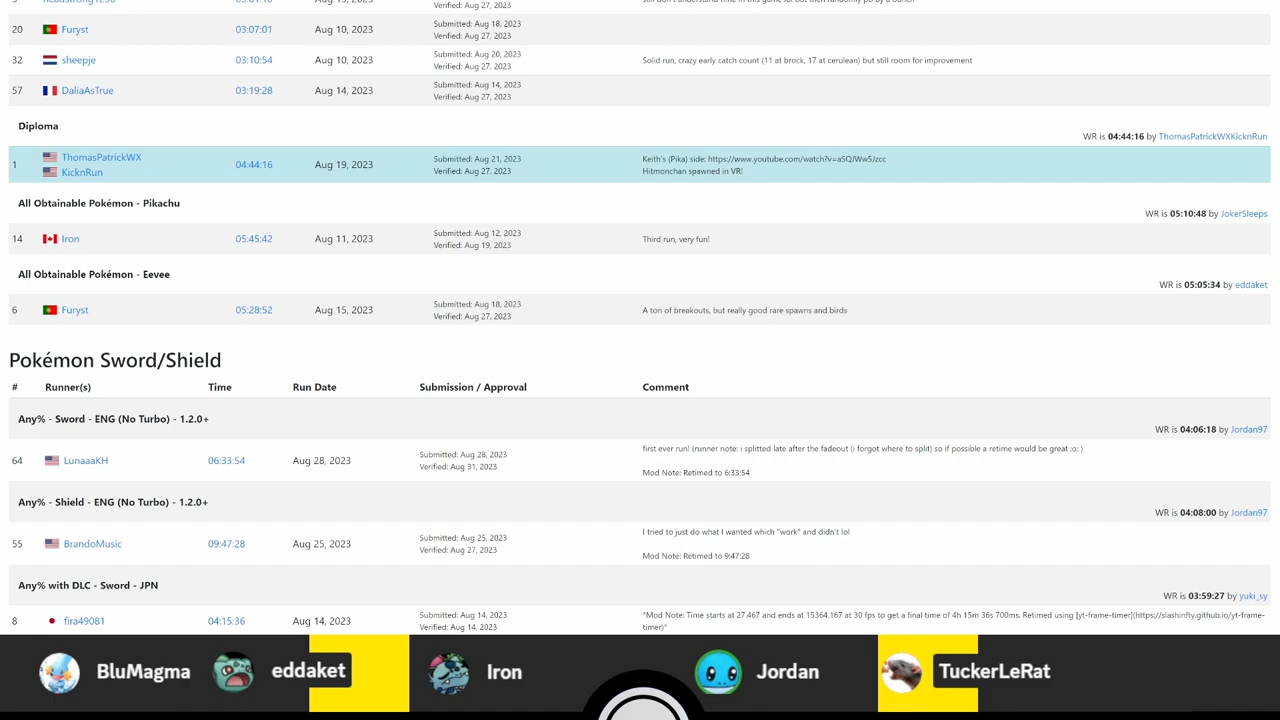 20 Furyst 03:07:01 Aug 10, 2023 Submitted: Aug 18, 2023
Verified: Aug 27, 2023
32 sheepje 03:10:54 Aug 10, 2023 Submitted: Aug 20, 2023 Solid run, crazy early catch count (11 at brock, 17 at cerulean) but still room for improvement
Verified: Aug 27, 2023
57 DaliaAsTrue 03:19:28 Aug 14, 2023 Submitted: Aug 14, 2023
Verified: Aug 27, 2023
Diploma
WR is 04:44:16 by ThomasPatrickWXKicknRun
1 ThomasPatrickWX 04:44:16 Aug 19, 2023 Submitted: Aug 21, 2023 Keith's (Pika) side: https://www.youtube.com/watch?v=aSQJWw5Jzcc
KicknRun Verified: Aug 27, 2023 Hitmonchan spawned in VR!
All Obtainable Pokémon - Pikachu
WR is 05:10:48 by JokerSleeps
14 Iron 05:45:42 Aug 11, 2023 Submitted: Aug 12, 2023 Third run, very fun!
Verified: Aug 19, 2023
All Obtainable Pokémon - Eevee
WR is 05:05:34 by eddaket
6 Furyst 05:28:52 Aug 15, 2023 Submitted: Aug 18, 2023 A ton of breakouts, but really good rare spawns and birds
Verified: Aug 27, 2023
Pokémon Sword/Shield
# Runner(s) Time Run Date Submission / Approval Comment
Any% - Sword - ENG (No Turbo) - 1.2.0+
WR is 04:06:18 by Jordan97
64 LunaaaKH 06:33:54 Aug 28, 2023 Submitted: Aug 28, 2023 first ever run! (runner note: i splitted late after the fadeout (i forgot where to split) so if possible a retime would be great ;o; )
Verified: Aug 31, 2023 Mod Note: Retimed to 6:33:54
Any% - Shield - ENG (No Turbo) - 1.2.0+
WR is 04:08:00 by Jordan97
55 BrandoMusic 09:47:28 Aug 25, 2023 Submitted: Aug 25, 2023 I tried to just do what I wanted which "work" and didn't lol
Verified: Aug 27, 2023 Mod Note: Retimed to 9:47:28
Any% with DLC - Sword - JPN
WR is 03:59:27 by yuki_sy
8 fira49081 04:15:36 Aug 14, 2023 Submitted: Aug 14, 2023 "Mod Note: Time starts at 27.467 and ends at 15364.167 at 30 fps to get a final time of 4h 15m 36s 700ms. Retimed using [yt-frame-timer](https://slashinfty.github.io/yt-frame-
Verified: Aug 14, 2023 timer)"
BluMagma eddaket Iron Jordan TuckerLeRat